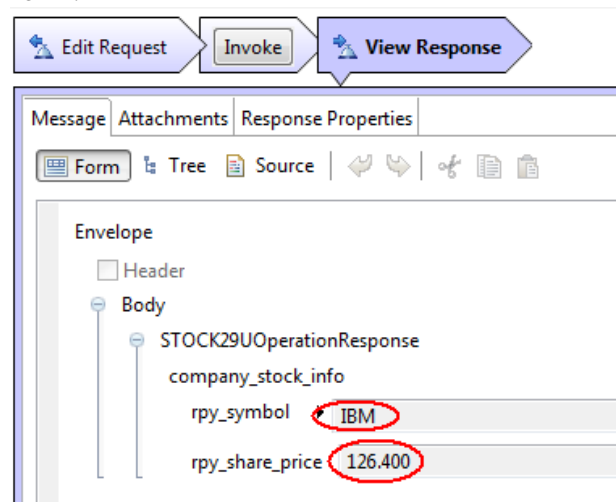 Edit Request Invoke View Response
Message Attachments Response Properties
Form Tree Source
Envelope
Header
Body
STOCK29UOperationResponse
company_stock_info
rpy_symbol IBM
rpy_share_price 126.400